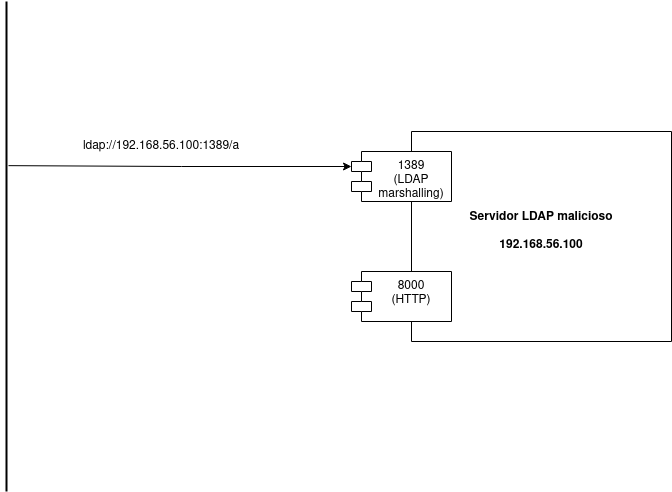 ldap://192.168.56.100:1389/a
1389
(LDAP
marshalling)
Servidor LDAP malicioso
192.168.56.100
8000
(HTTP)